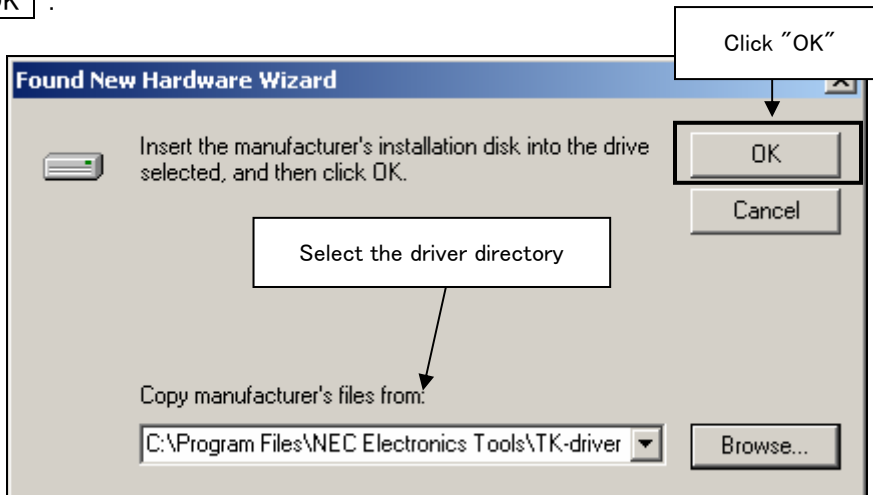 OK .
Click "OK"
Found New Hardware Wizard
Insert the manufacturer's installation disk into the drive
selected, and then click OK.
OK
Cancel
Select the driver directory
Copy manufacturer's files from:
C:\Program Files\NEC Electronics Tools\TK-driver
Browse...